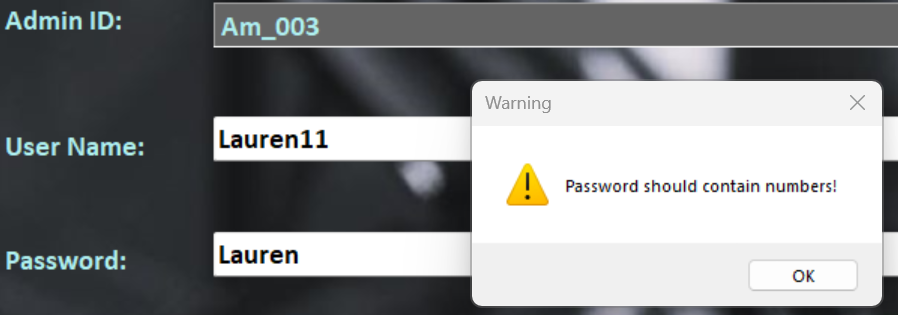 Admin ID:
Am_003
Warning
User Name:
Lauren11
Password should contain numbers!
Password:
Lauren
OK